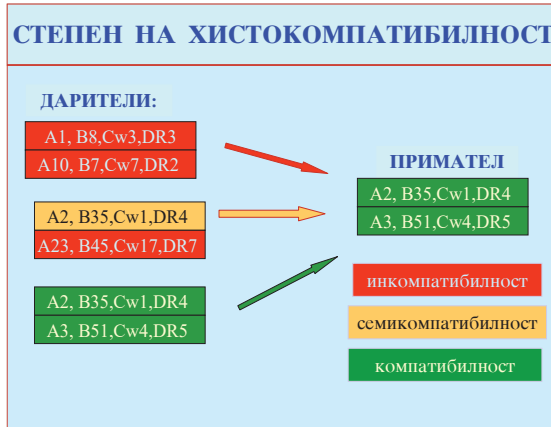 СТЕПЕН НА ХИСТОКОМПАТИБИЛНОСТ
ДАРИТЕЛИ:
A1, B8,Cw3,DR3
A10, B7,Cw7,DR2
A2, B35,Cw1,DR4
A23, B45,Cw17,DR7
A2, B35,Cw1,DR4
A3, B51,Cw4,DR5
ПРИМАТЕЛ
A2, B35,Cw1,DR4
A3, B51,Cw4,DR5
инкомпатибилност
семикомпатибилност
компатибилност